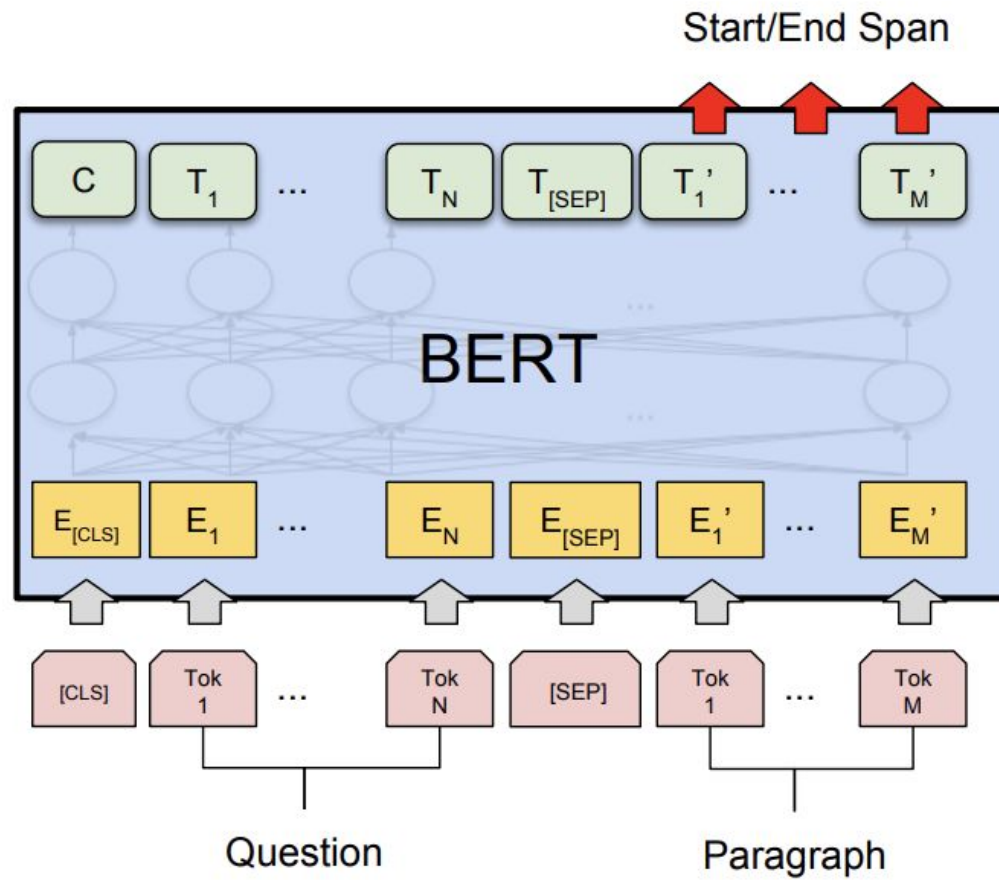 Start/End Span
C T1 ... TN T[SEP] T1’ ... TM’
...
BERT
...
E[CLS] E1 ... EN E[SEP] E1’ ... EM’
[CLS] Tok 1 ... Tok N [SEP] Tok 1 ... Tok M
Question Paragraph